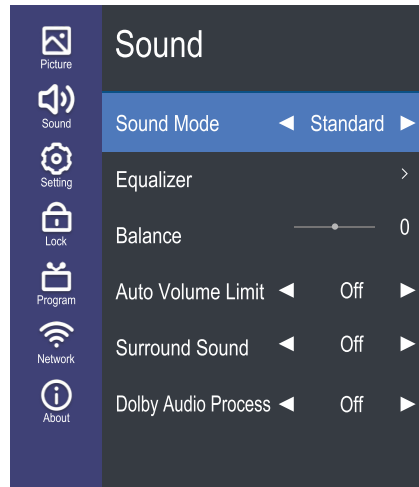 Picture
Sound
Setting
Lock
Program
Network
About
Sound
Sound Mode Standard
Equalizer
Balance 0
Auto Volume Limit Off
Surround Sound Off
Dolby Audio Process Off